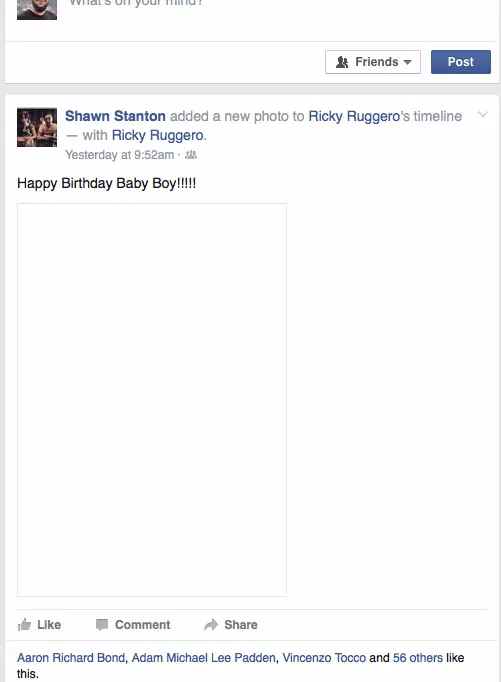 What's on your mind?
Friends
Post
Shawn Stanton added a new photo to Ricky Ruggero's timeline
— with Ricky Ruggero.
Yesterday at 9:52am ·
Happy Birthday Baby Boy!!!!!
Like Comment Share
Aaron Richard Bond, Adam Michael Lee Padden, Vincenzo Tocco and 56 others like
this.